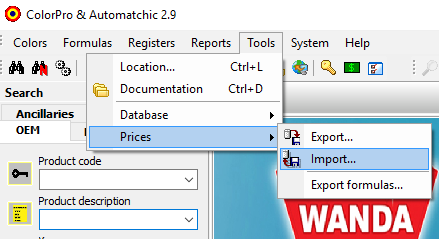 ColorPro & Automatchic 2.9
Colors Formulas Registers Reports Tools System Help
Location... Ctrl+L
Documentation Ctrl+D
Database
Prices
Export...
Import...
Export formulas...
Search
Ancillaries
OEM
Product code
Product description
WANDA